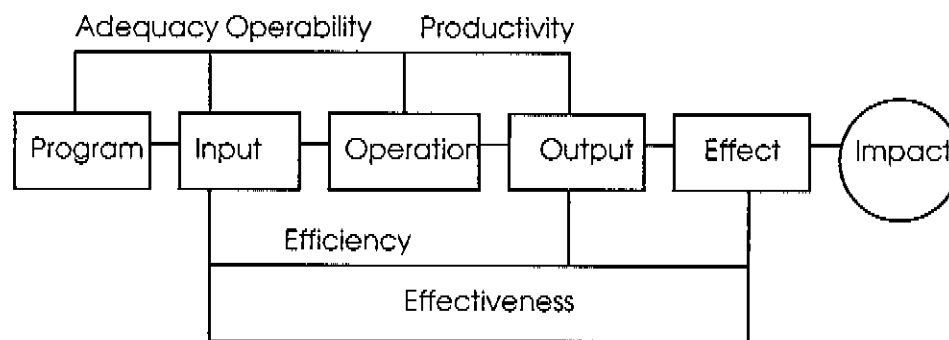 Adequacy Operability Productivity
Program Input Operation Output Effect Impact
Efficiency
Effectiveness